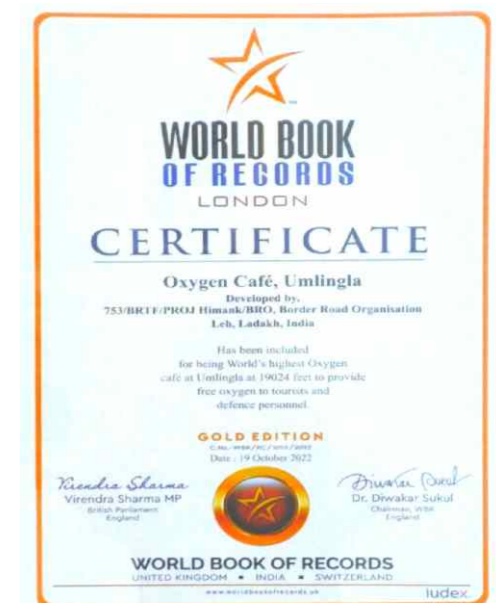 WORLD BOOK
OF RECORDS
LONDON
CERTIFICATE
Oxygen Café, Umlingla
Developed by,
753/BRTF/PROJ Himank/BRO, Border Road Organisation
Leh, Ladakh, India
Has been included
for being World's highest Oxygen
café at Umlingla at 19024 feet to provide
free oxygen to tourists and
defence personnel.
GOLD EDITION
Date : 19 October 2022
Virendra Sharma
Virendra Sharma MP
British Parliament
England
Dr. Diwakar Sukul
Chairman, WBR
England
WORLD BOOK OF RECORDS
UNITED KINGDOM ■ INDIA ■ SWITZERLAND
www.worldbookofrecords.uk
ludex